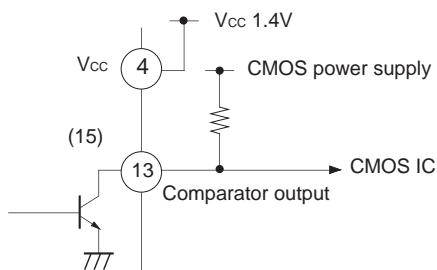 Vcc 1.4V
Vcc
4
CMOS power supply
(15)
13
CMOS IC
Comparator output